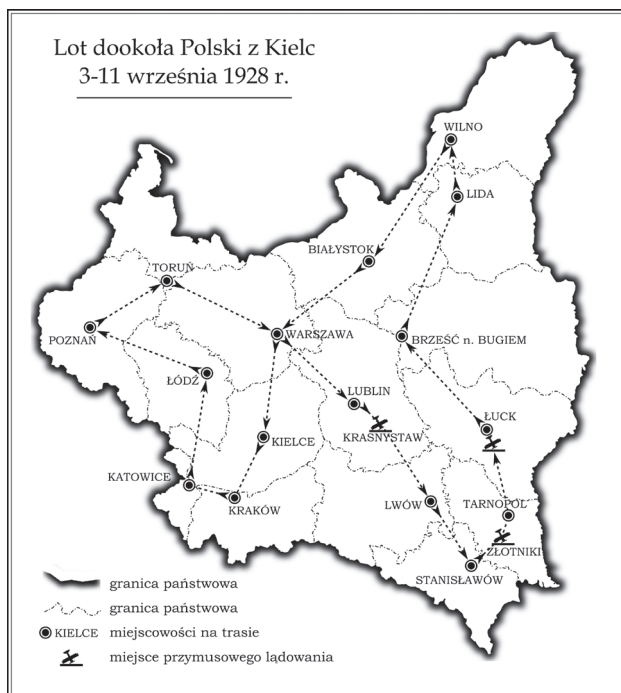 Lot dookoła Polski z Kielc
3-11 września 1928 r.
WILNO
LIDA
BIAŁYSTOK
TORUŃ
POZNAŃ
WARSZAWA
BRZEŚĆ n. BUGIEM
ŁÓDŹ
LUBLIN
KRASNYSTAW
ŁUCK
KIELCE
KATOWICE
KRAKÓW
LWÓW
TARNOPOL
ZŁOTNIKI
STANISŁAWÓW
granica państwowa
granica państwowa
KIELCE miejscowości na trasie
miejsce przymusowego lądowania